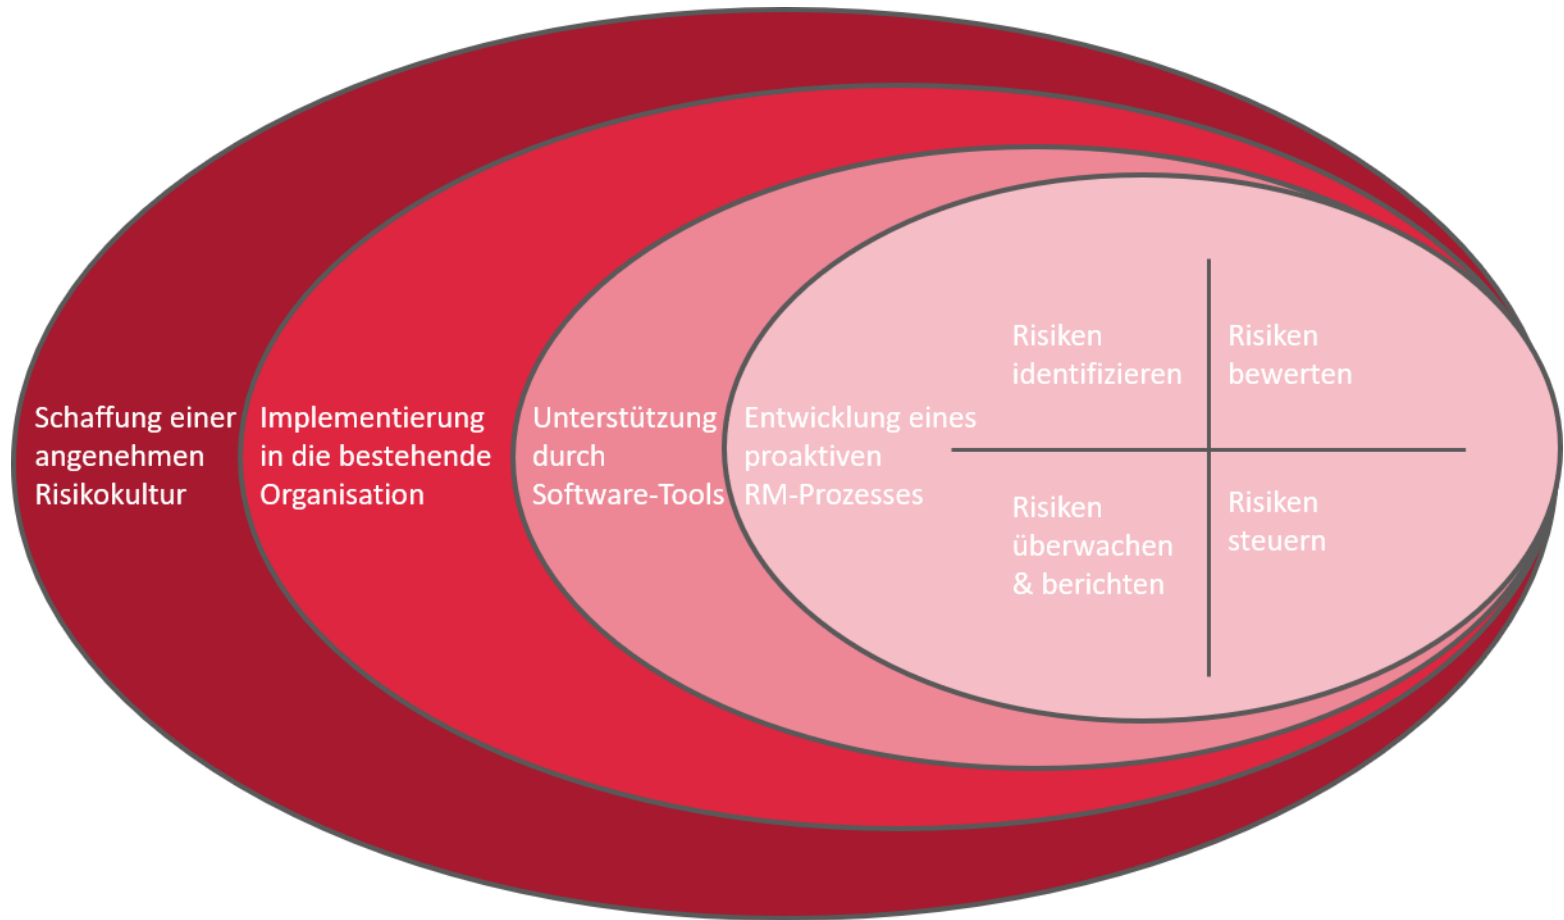 Schaffung einer
angenehmen
Risikokultur
Implementierung
in die bestehende
Organisation
Unterstützung
durch
Software-Tools
Entwicklung eines
proaktiven
RM-Prozesses
Risiken
identifizieren
Risiken
bewerten
Risiken
überwachen
& berichten
Risiken
steuern